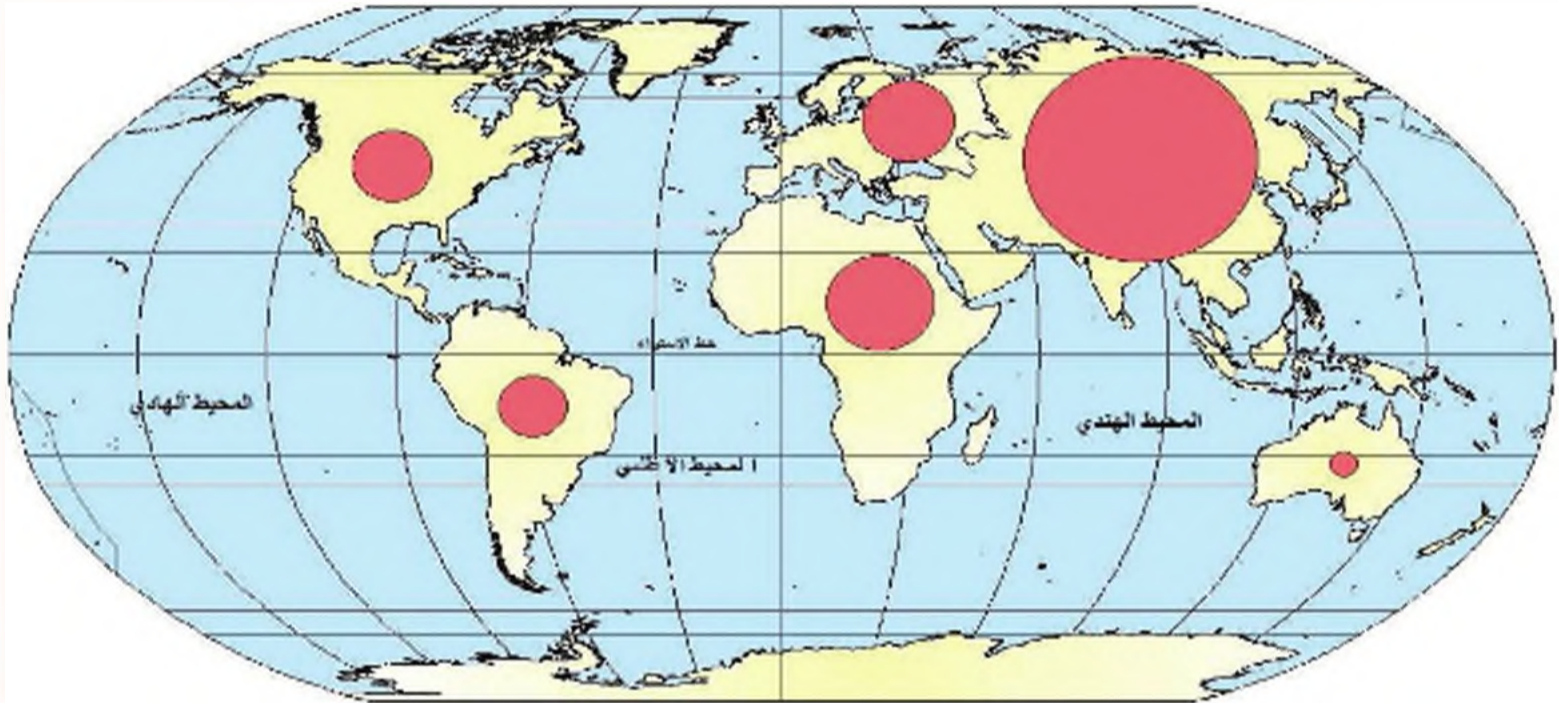 خط الاستواء
المحيط الهادي
المحيط الهندي
المحيط الأطلسي